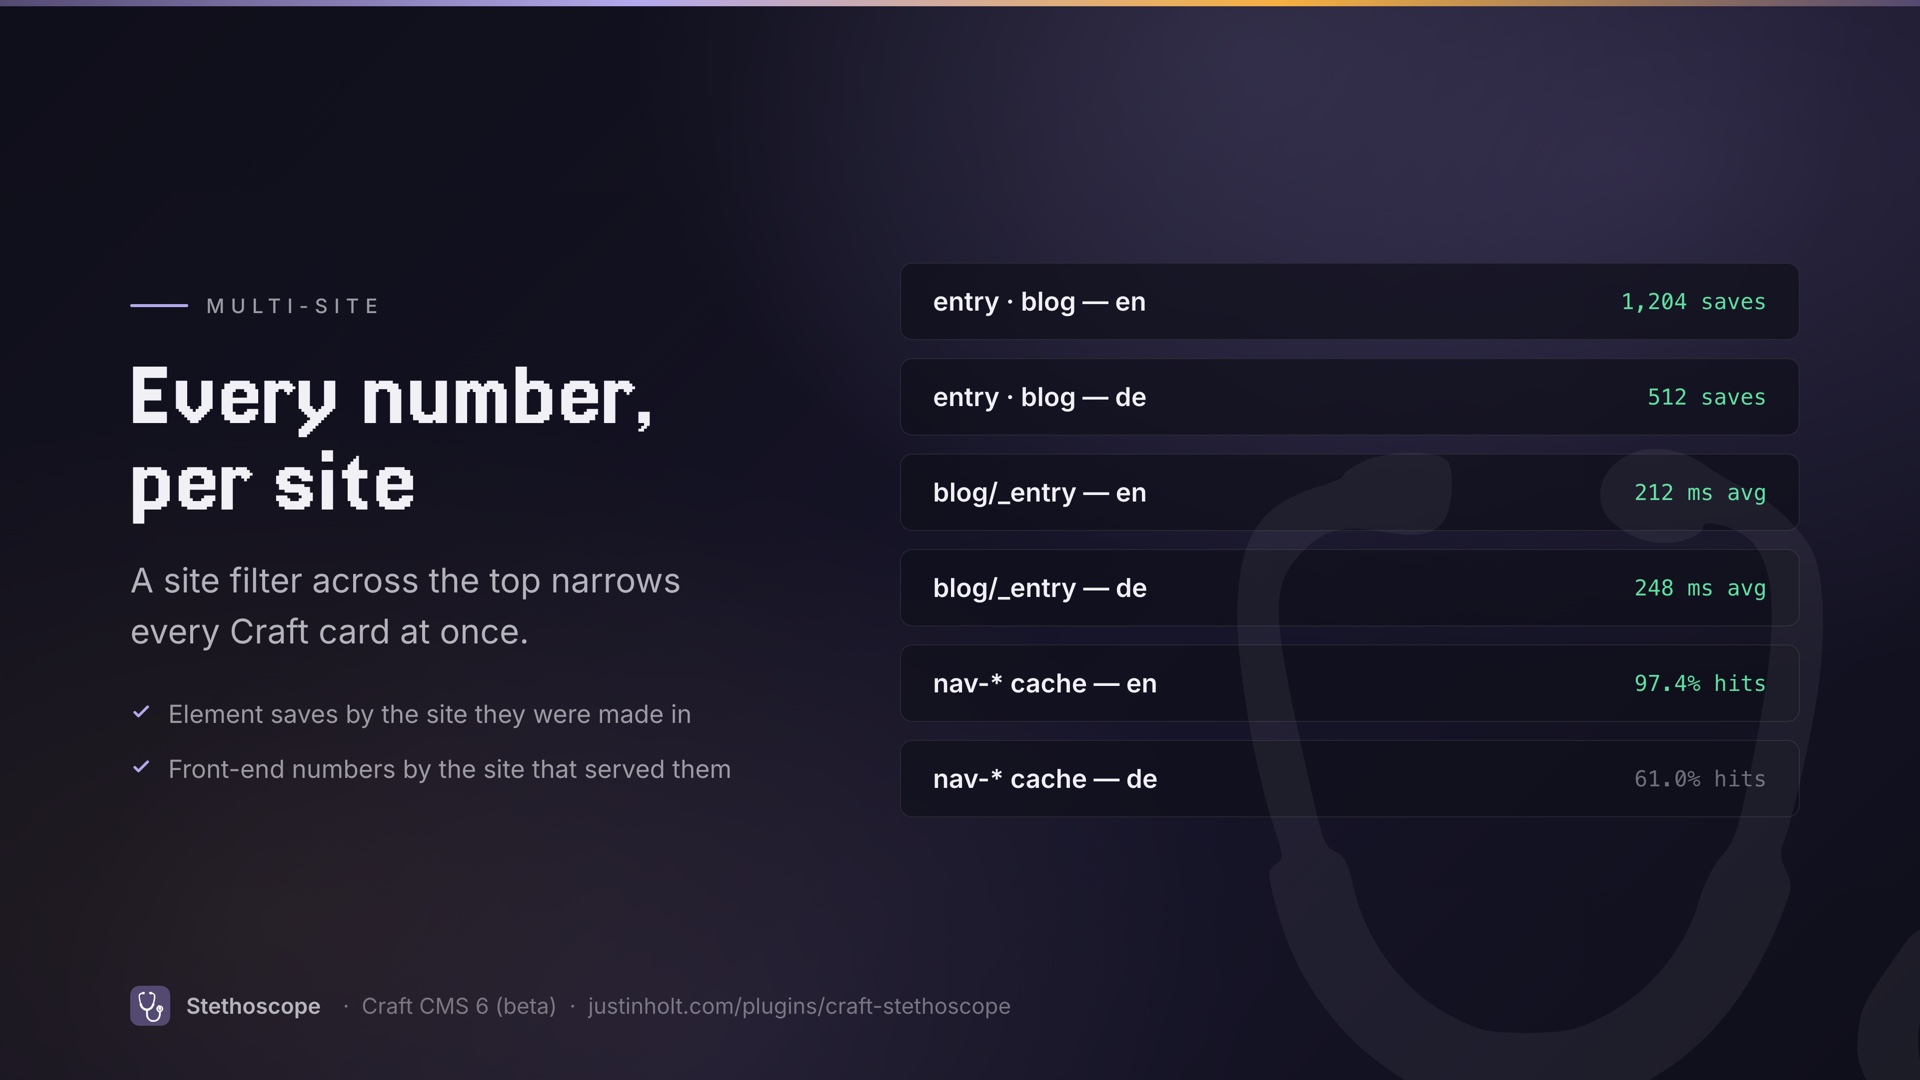 MULTI-SITE
Every number,
per site
A site filter across the top narrows
every Craft card at once.
Element saves by the site they were made in
Front-end numbers by the site that served them
entry · blog — en 1,204 saves
entry · blog — de 512 saves
blog/_entry — en 212 ms avg
blog/_entry — de 248 ms avg
nav-* cache — en 97.4% hits
nav-* cache — de 61.0% hits
Stethoscope · Craft CMS 6 (beta) · justinholt.com/plugins/craft-stethoscope